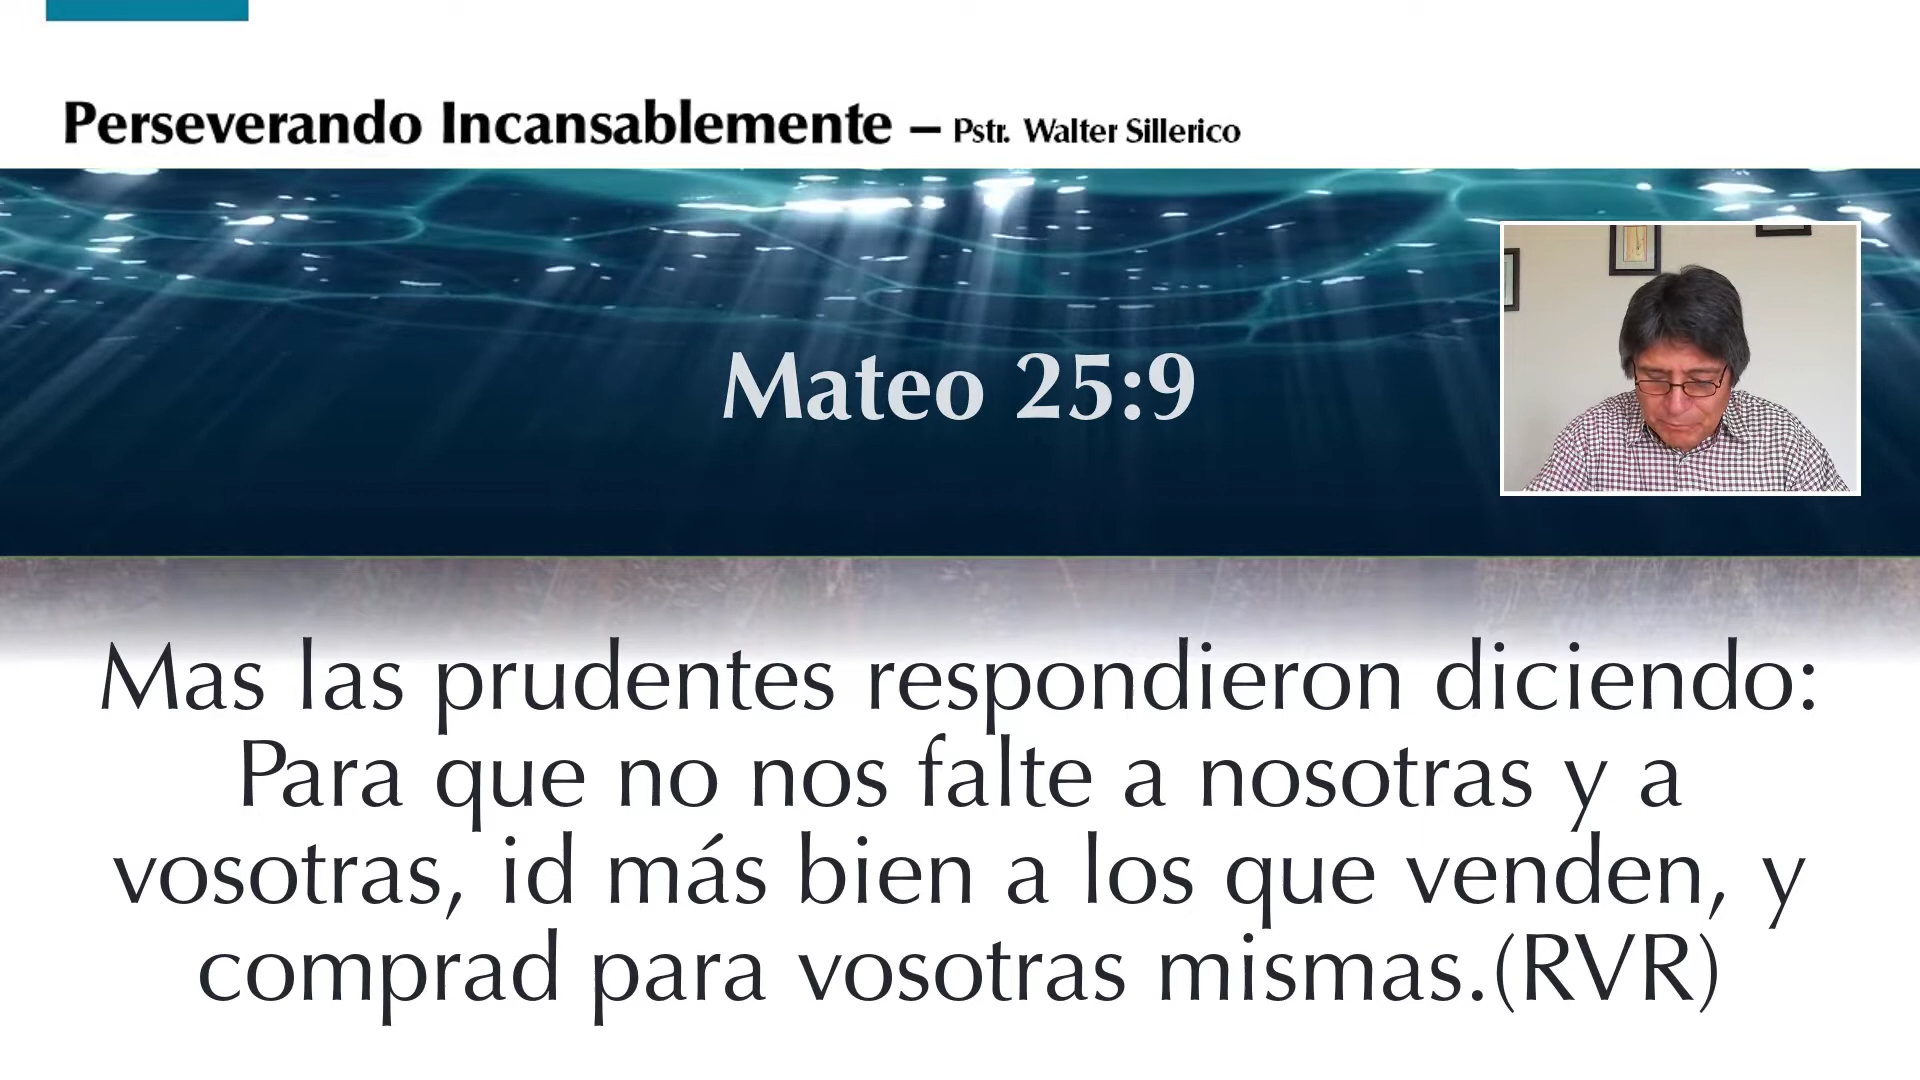 Perseverando Incansablemente – Pstr. Walter Sillerico
Mateo 25:9
Mas las prudentes respondieron diciendo:
Para que no nos falte a nosotras y a
vosotras, id más bien a los que venden, y
comprad para vosotras mismas.(RVR)